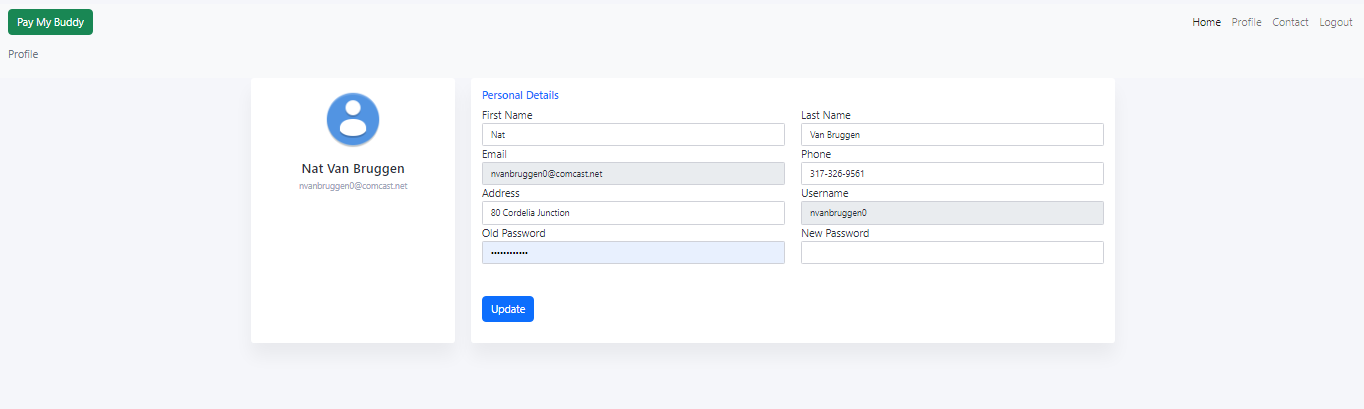 Pay My Buddy
Home Profile Contact Logout
Profile
Nat Van Bruggen
nvanbruggen0@comcast.net
Personal Details
First Name Last Name
Nat Van Bruggen
Email Phone
nvanbruggen0@comcast.net 317-326-9561
Address Username
80 Cordelia Junction nvanbruggen0
Old Password New Password
••••••••••••
Update